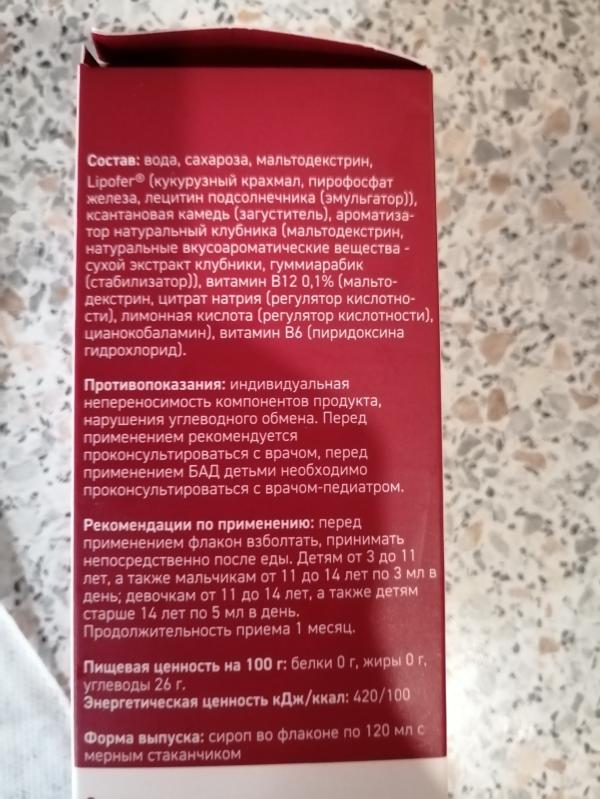 Состав: вода, сахароза, мальтодекстрин,
Lipofer® (кукурузный крахмал, пирофосфат
железа, лецитин подсолнечника (эмульгатор)),
ксантановая камедь (загуститель), ароматиза-
тор натуральный клубника (мальтодекстрин,
натуральные вкусоароматические вещества -
сухой экстракт клубники, гуммиарабик
(стабилизатор)), витамин В12 0,1% (мальто-
декстрин, цитрат натрия (регулятор кислотно-
сти), лимонная кислота (регулятор кислотности),
цианокобаламин), витамин В6 (пиридоксина
гидрохлорид).
Противопоказания: индивидуальная
непереносимость компонентов продукта,
нарушения углеводного обмена. Перед
применением рекомендуется
проконсультироваться с врачом, перед
применением БАД детьми необходимо
проконсультироваться с врачом-педиатром.
Рекомендации по применению: перед
применением флакон взболтать, принимать
непосредственно после еды. Детям от 3 до 11
лет, а также мальчикам от 11 до 14 лет по 3 мл в
день; девочкам от 11 до 14 лет, а также детям
старше 14 лет по 5 мл в день.
Продолжительность приема 1 месяц.
Пищевая ценность на 100 г: белки 0 г, жиры 0 г,
углеводы 26 г.
Энергетическая ценность кДж/ккал: 420/100
Форма выпуска: сироп во флаконе по 120 мл с
мерным стаканчиком